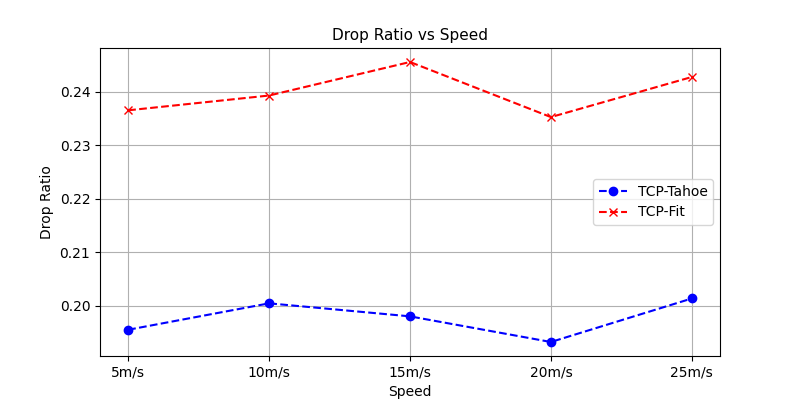 Drop Ratio vs Speed
Drop Ratio
0.24
0.23
0.22
0.21
0.20
TCP-Tahoe
TCP-Fit
5m/s 10m/s 15m/s 20m/s 25m/s
Speed